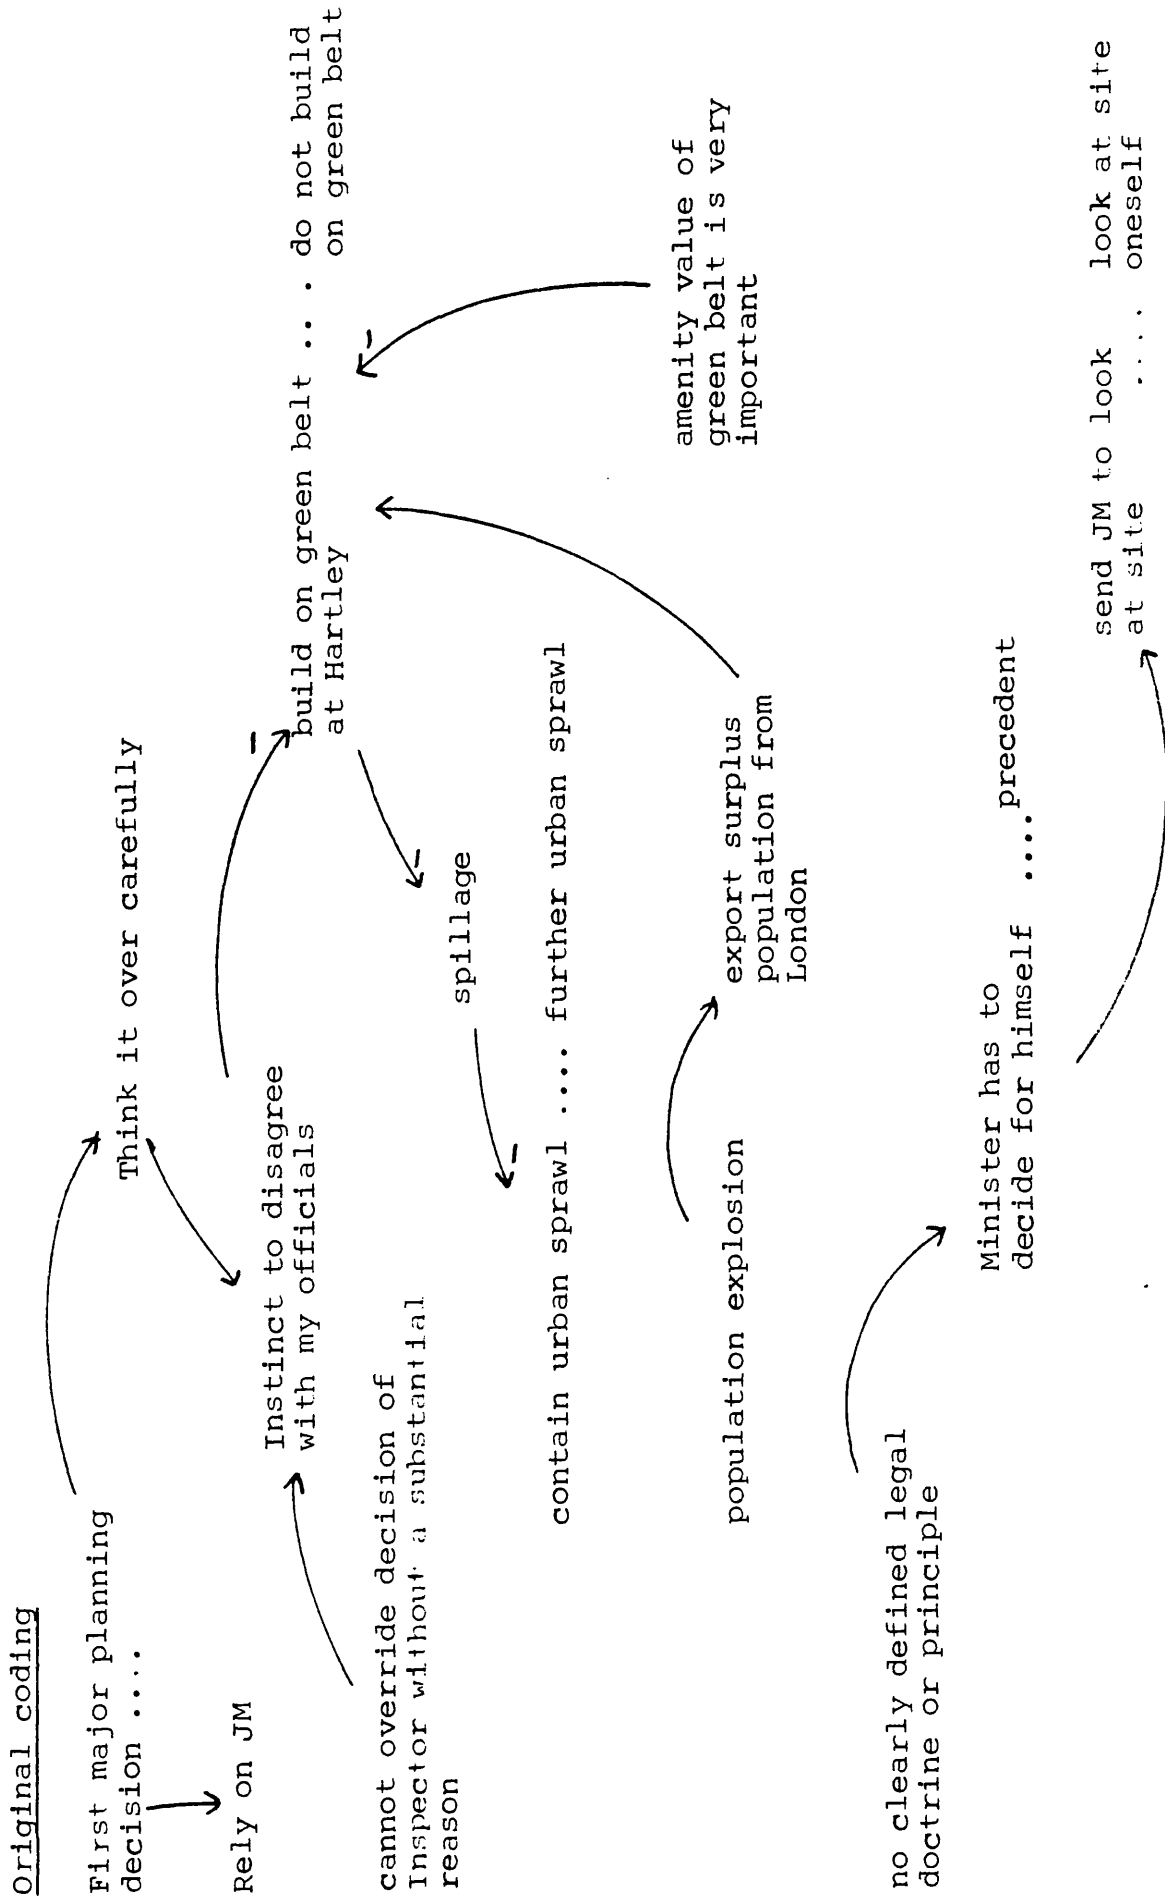 Original coding
First major planning
decision ....
Rely on JM
Think it over carefully
Instinct to disagree
with my officials
cannot override decision of
Inspector without a substantial
reason
build on green belt ... do not build
at Hartley on green belt
-
-
spillage
-
-
contain urban sprawl .... further urban sprawl
population explosion
export surplus
population from
London
amenity value of
green belt is very
important
no clearly defined legal
doctrine or principle
Minister has to
decide for himself .... precedent
send JM to look look at site
at site .... oneself